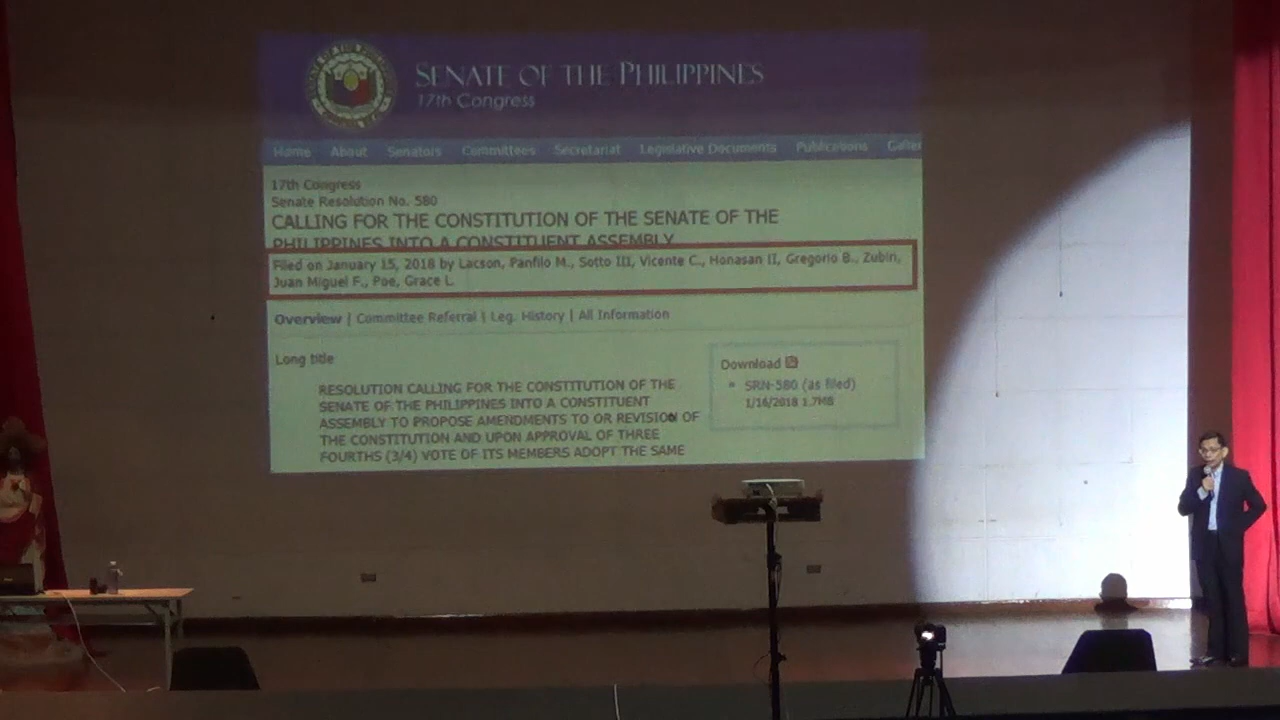 SENATE OF THE PHILIPPINES
17th Congress
Home About Senators Committees Secretariat Legislative Documents Publications Galler
17th Congress
Senate Resolution No. 580
CALLING FOR THE CONSTITUTION OF THE SENATE OF THE
PHILIPPINES INTO A CONSTITUENT ASSEMBLY
Filed on January 15, 2018 by Lacson, Panfilo M., Sotto III, Vicente C., Honasan II, Gregorio B., Zubiri,
Juan Miguel F., Poe, Grace L.
Overview | Committee Referral | Leg. History | All Information
Long title
RESOLUTION CALLING FOR THE CONSTITUTION OF THE
SENATE OF THE PHILIPPINES INTO A CONSTITUENT
ASSEMBLY TO PROPOSE AMENDMENTS TO OR REVISION OF
THE CONSTITUTION AND UPON APPROVAL OF THREE
FOURTHS (3/4) VOTE OF ITS MEMBERS ADOPT THE SAME
Download
SRN-580 (as filed)
1/16/2018 1.7MB